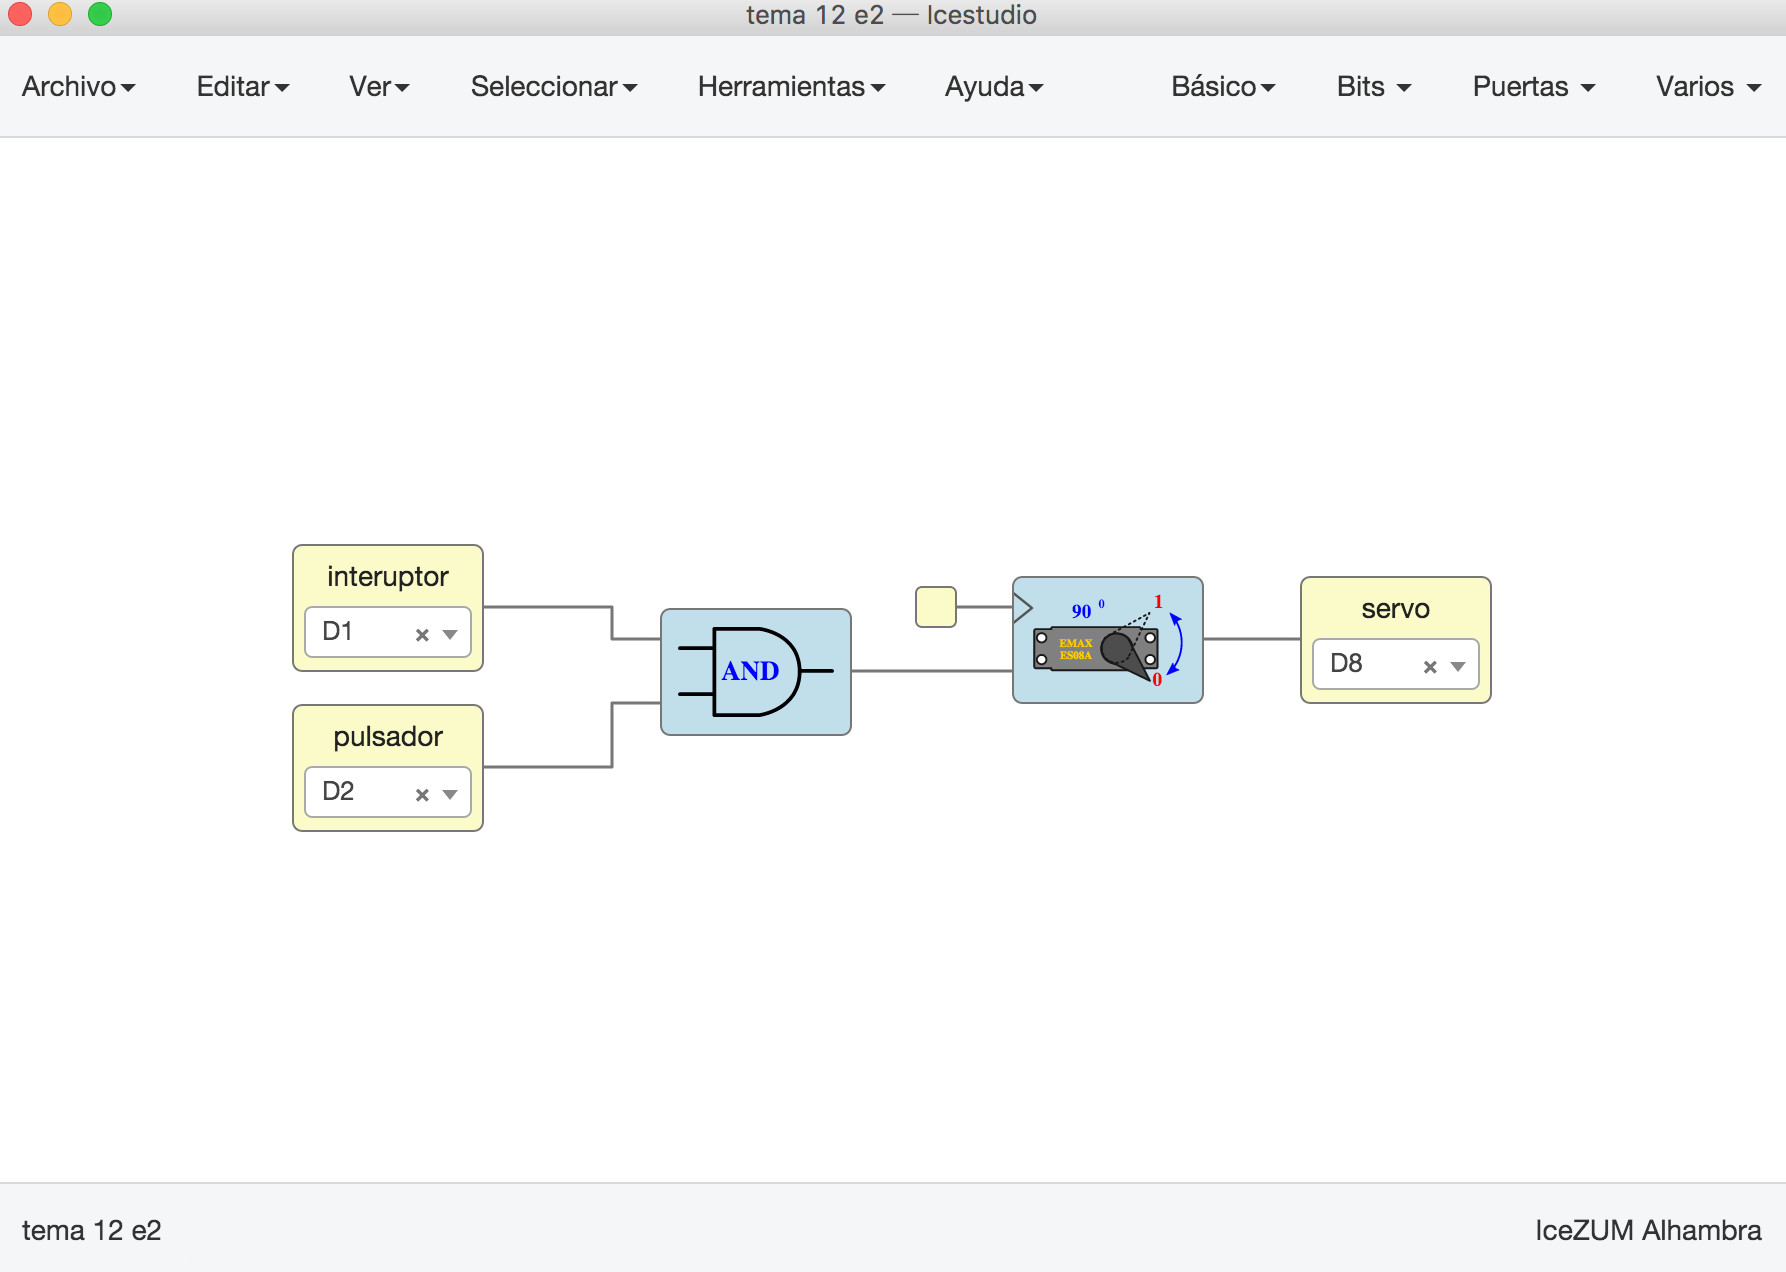 tema 12 e2 — Icestudio
Archivo Editar Ver Seleccionar Herramientas Ayuda Básico Bits Puertas Varios
interuptor
D1
pulsador
D2
AND
90 0
1
EMAX
ES08A
0
servo
D8
tema 12 e2
IceZUM Alhambra